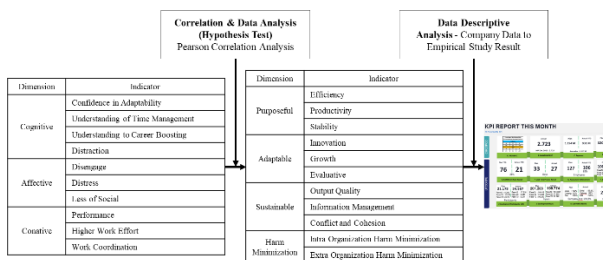 Correlation & Data Analysis
(Hypothesis Test)
Pearson Correlation Analysis
Data Descriptive
Analysis - Company Data to
Empirical Study Result
Dimension Indicator
Cognitive
Confidence in Adaptability
Understanding of Time Management
Understanding to Career Boosting
Distraction
Affective
Disengage
Distress
Loss of Social
Conative
Performance
Higher Work Effort
Work Coordination
Dimension Indicator
Purposeful
Efficiency
Productivity
Stability
Adaptable
Innovation
Growth
Evaluative
Sustainable
Output Quality
Information Management
Conflict and Cohesion
Harm
Minimization
Intra Organization Harm Minimization
Extra Organization Harm Minimization
KPI REPORT THIS MONTH
2.723
76 21 33 27 127